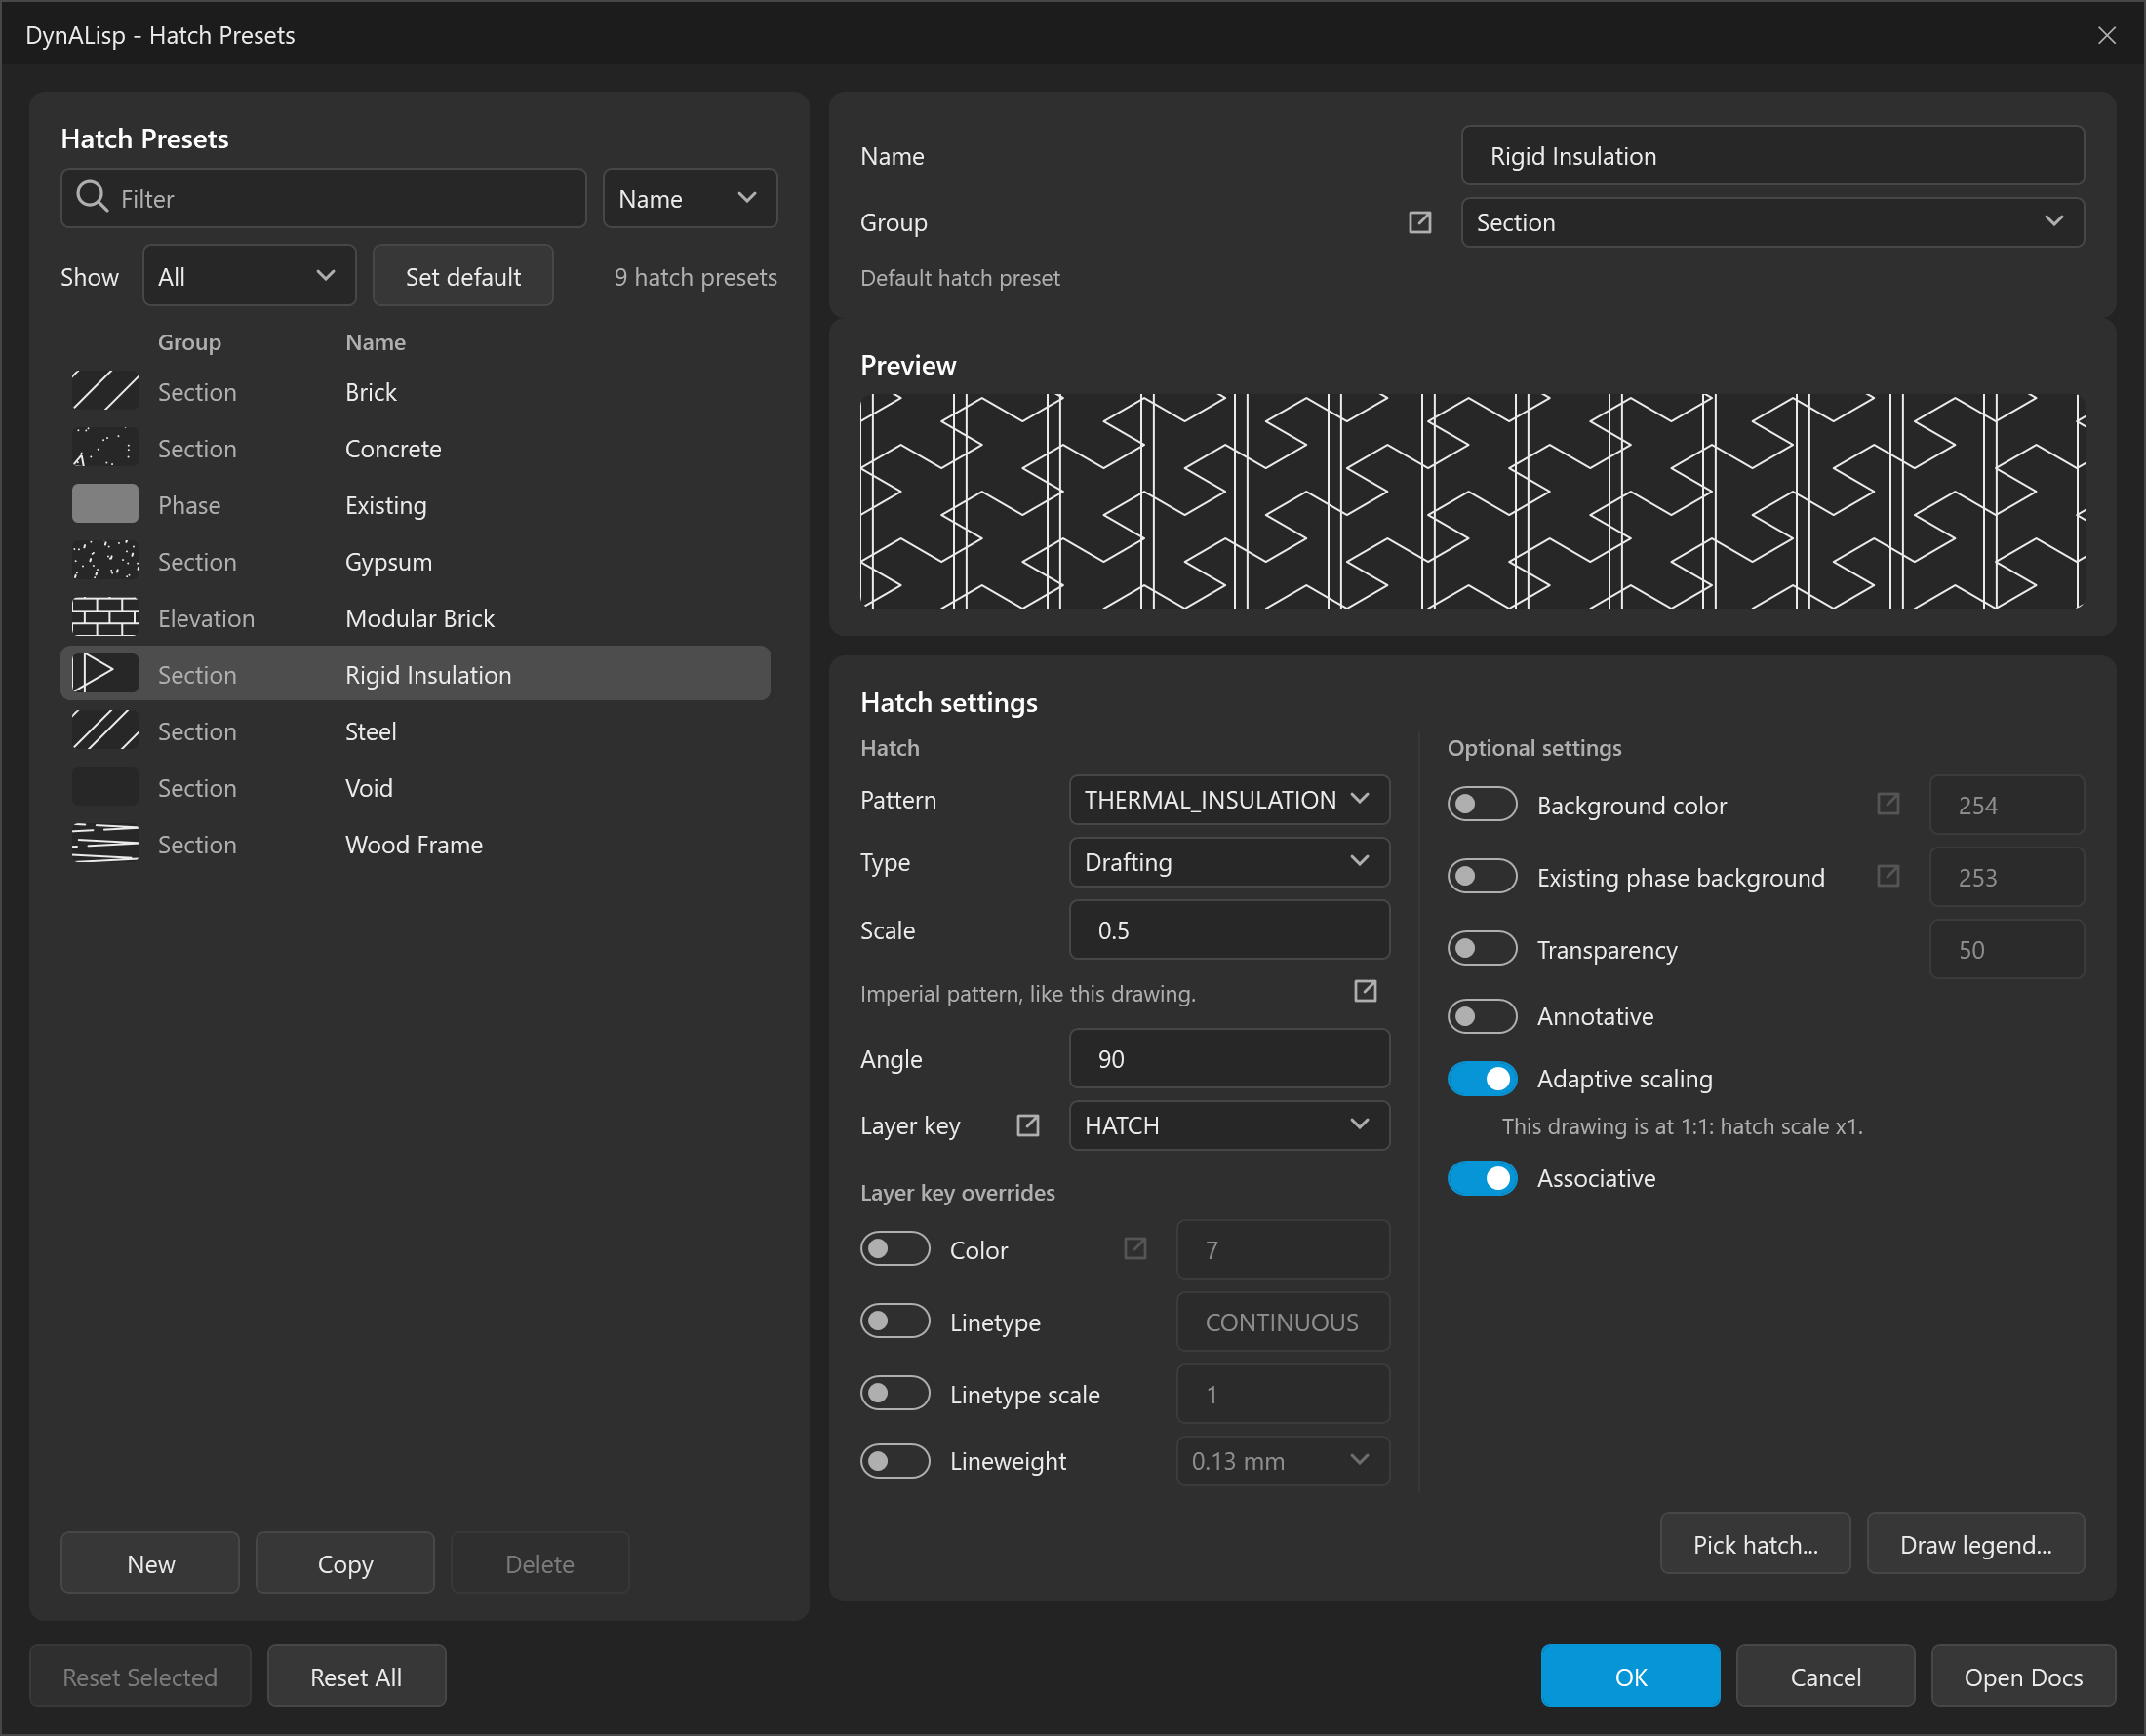 DynALisp - Hatch Presets
Hatch Presets
Filter
Name
Show
All
Set default
9 hatch presets
Group Name
Section Brick
Section Concrete
Phase Existing
Section Gypsum
Elevation Modular Brick
Section Rigid Insulation
Section Steel
Section Void
Section Wood Frame
New
Copy
Delete
Name
Rigid Insulation
Group
Section
Default hatch preset
Preview
Hatch settings
Hatch
Pattern
THERMAL_INSULATION
Type
Drafting
Scale
0.5
Imperial pattern, like this drawing.
Angle
90
Layer key
HATCH
Layer key overrides
Color
7
Linetype
CONTINUOUS
Linetype scale
1
Lineweight
0.13 mm
Optional settings
Background color
254
Existing phase background
253
Transparency
50
Annotative
Adaptive scaling
This drawing is at 1:1: hatch scale x1.
Associative
Pick hatch...
Draw legend...
Reset Selected
Reset All
OK
Cancel
Open Docs